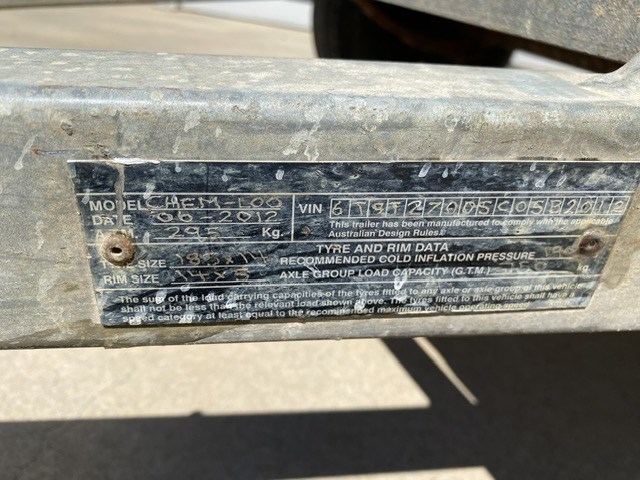 MODEL CHEM-LOO
DATE 06-2012 VIN 6T9T27005C05B2012
A.T.M. 295 Kg. This trailer has been manufactured to comply with the applicable
Australian Design Rules.
TYRE AND RIM DATA
SIZE 185X14 RECOMMENDED COLD INFLATION PRESSURE
RIM SIZE 14X5 AXLE GROUP LOAD CAPACITY (G.T.M.) Kg.
The sum of the load carrying capacities of the tyres fitted to any axle or axle group of this vehicle
shall not be less than the relevant load shown above. The tyres fitted to this vehicle shall have a
speed category at least equal to the recommended maximum vehicle operating